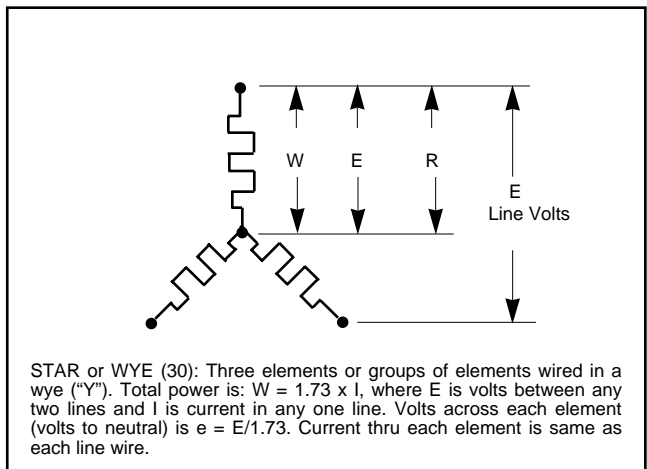 W E R
E
Line Volts
STAR or WYE (30): Three elements or groups of elements wired in a
wye (“Y”). Total power is: W = 1.73 x I, where E is volts between any
two lines and I is current in any one line. Volts across each element
(volts to neutral) is e = E/1.73. Current thru each element is same as
each line wire.